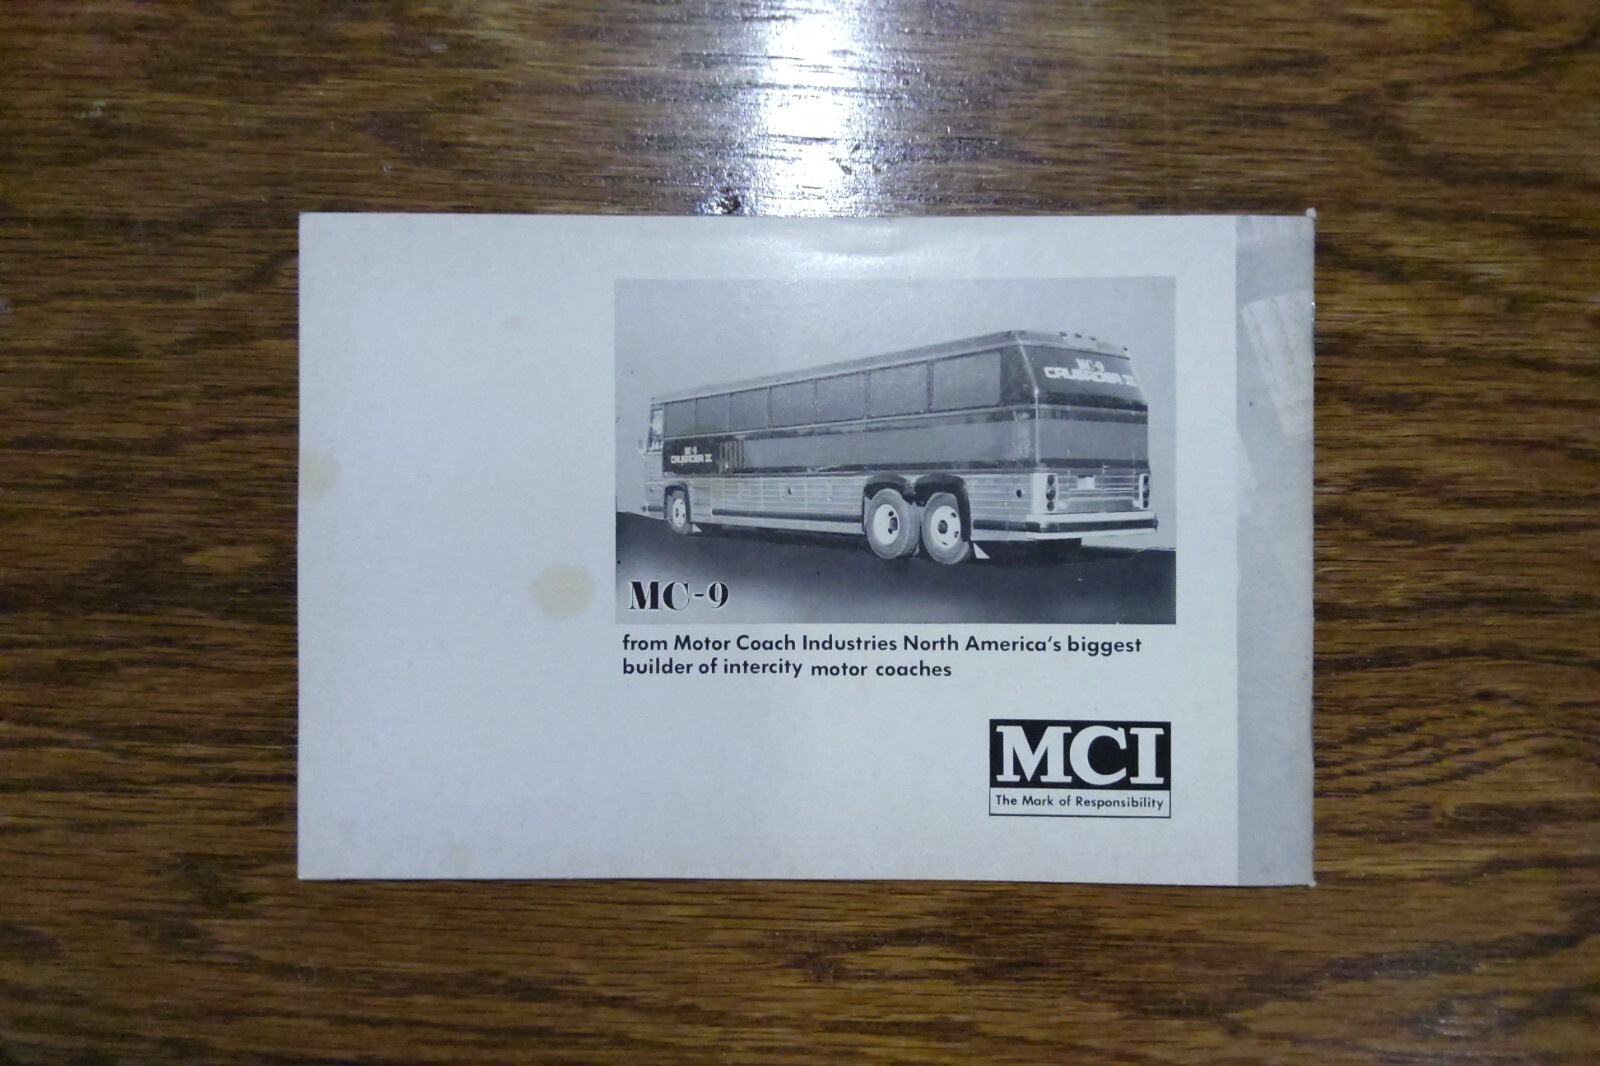 MC-9
CRUSADER II
MC-9
CRUSADER II
MC-9
from Motor Coach Industries North America's biggest
builder of intercity motor coaches
MCI
The Mark of Responsibility